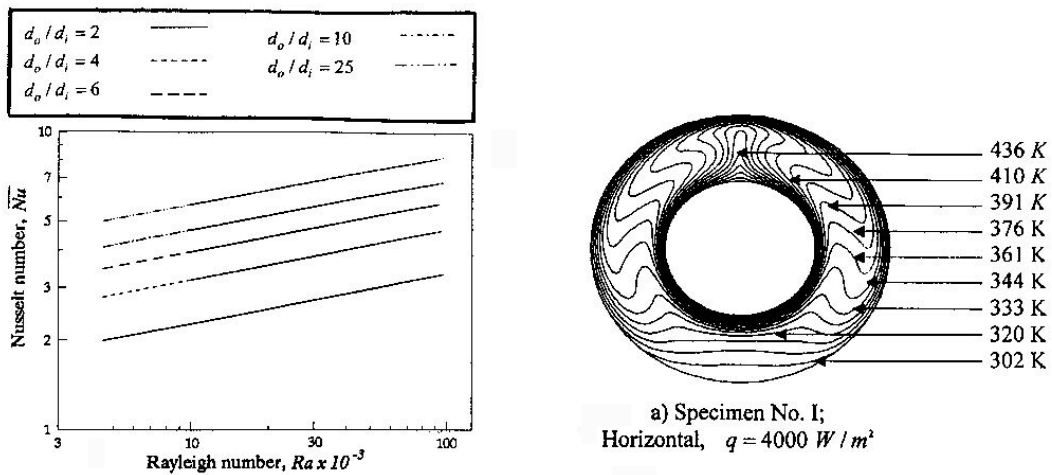 d_o / d_i = 2
d_o / d_i = 4
d_o / d_i = 6
d_o / d_i = 10
d_o / d_i = 25
10
7
5
3
2
1
Nusselt number, N̅u̅
3
10
30
100
Rayleigh number, Ra x 10⁻³
436 K
410 K
391 K
376 K
361 K
344 K
333 K
320 K
302 K
a) Specimen No. I;
Horizontal, q = 4000 W / m²